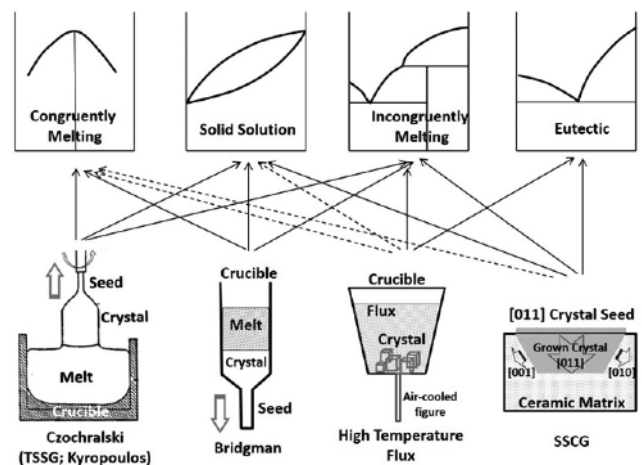 Congruently
Melting
Solid Solution
Incongruently
Melting
Eutectic
Seed
Crystal
Melt
Crucible
Czochralski
(TSSG; Kyropoulos)
Crucible
Melt
Crystal
Seed
Bridgman
Crucible
Flux
Crystal
Air-cooled
figure
High Temperature
Flux
[011] Crystal Seed
Grown Crystal
[001]
[011]
[010]
Ceramic Matrix
SSCG